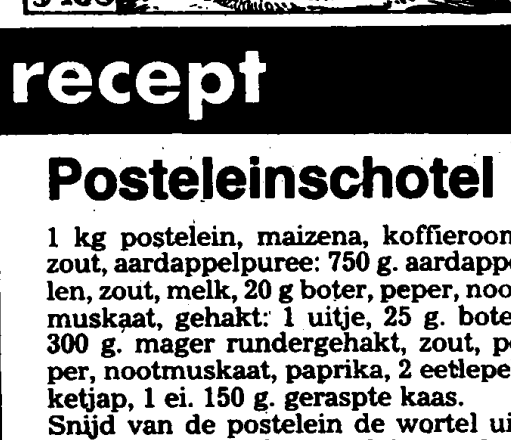 recept
Posteleinschotel
1 kg postelein, maizena, koffieroon
zout, aardappelpuree: 750 g. aardappe
len, zout, melk, 20 g boter, peper, noo
muskaat, gehakt: 1 uitje, 25 g. bote
300 g. mager rundergehakt, zout, pe
per, nootmuskaat, paprika, 2 eetlepe
ketjap, 1 ei. 150 g. geraspte kaas.
Snijd van de postelein de wortel ui